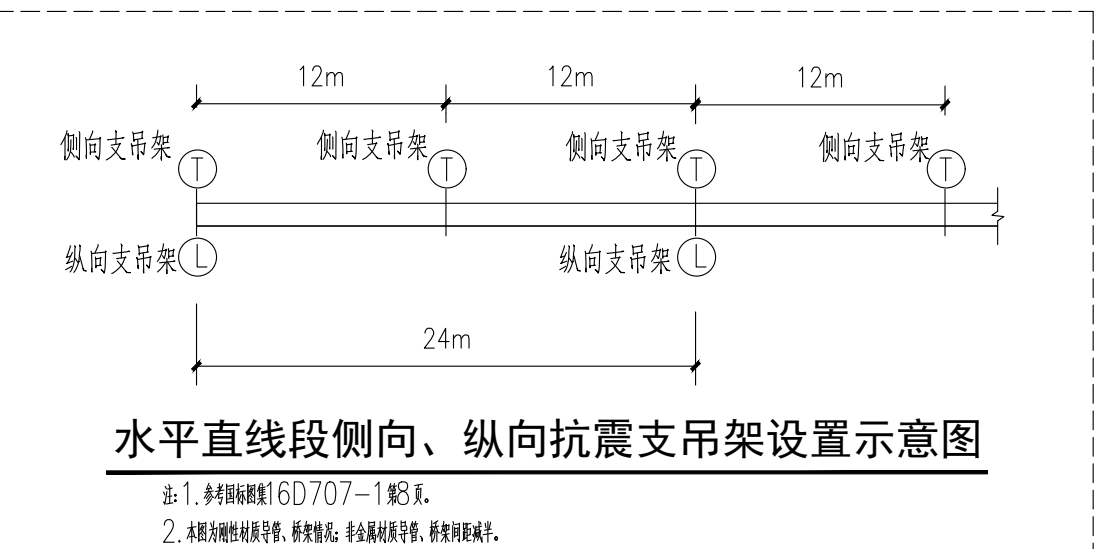 12m 12m 12m
侧向支吊架 侧向支吊架 侧向支吊架 侧向支吊架
T T T T
纵向支吊架 L 纵向支吊架 L
24m
水平直线段侧向、纵向抗震支吊架设置示意图
注:1.参考国标图集16D707-1第8页。
2.本图为刚性材质导管、桥架情况;非金属材质导管、桥架间距减半。